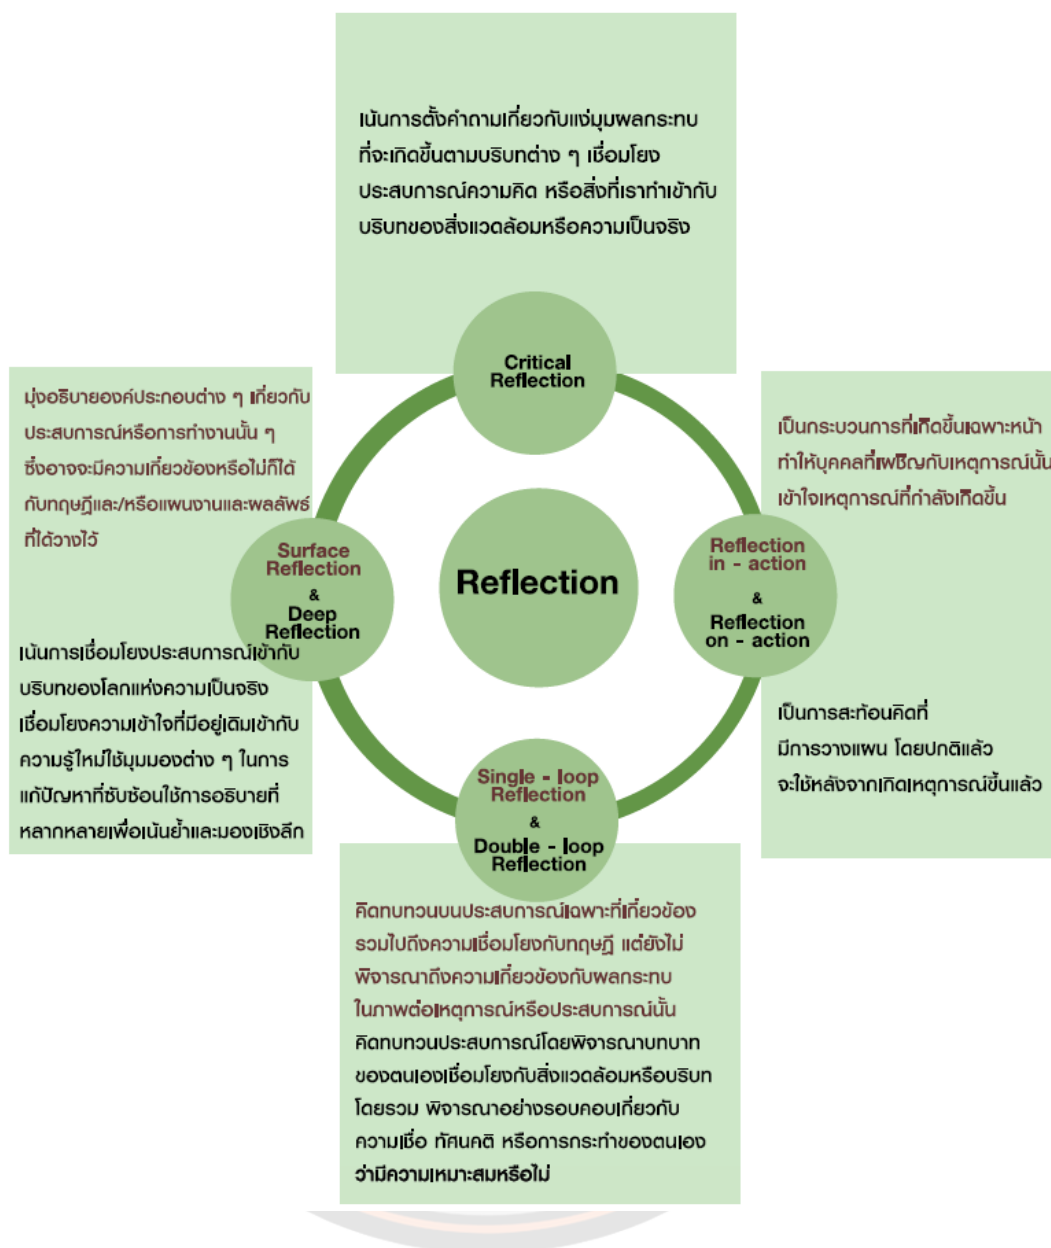 เน้นการตั้งคำถามเกี่ยวกับแง่มุมผลกระทบ
ที่จะเกิดขึ้นตามบริบทต่าง ๆ เชื่อมโยง
ประสบการณ์ความคิด หรือสิ่งที่เราทำเข้ากับ
บริบทของสิ่งแวดล้อมหรือความเป็นจริง
Critical
Reflection
มุ่งอธิบายองค์ประกอบต่าง ๆ เกี่ยวกับ
ประสบการณ์หรือการทำงานนั้น ๆ
ซึ่งอาจจะมีความเกี่ยวข้องหรือไม่ก็ได้
กับทฤษฎีและ/หรือแผนงานและผลลัพธ์
ที่ได้วางไว้
Surface
Reflection
&
Deep
Reflection
เน้นการเชื่อมโยงประสบการณ์เข้ากับ
บริบทของโลกแห่งความเป็นจริง
เชื่อมโยงความเข้าใจที่มีอยู่เดิมเข้ากับ
ความรู้ใหม่ใช้มุมมองต่าง ๆ ในการ
แก้ปัญหาที่ซับซ้อนใช้การอธิบายที่
หลากหลายเพื่อเน้นย้ำและมองเชิงลึก
Reflection
เป็นกระบวนการที่เกิดขึ้นเฉพาะหน้า
ทำให้บุคคลที่เผชิญกับเหตุการณ์นั้น
เข้าใจเหตุการณ์ที่กำลังเกิดขึ้น
Reflection
in - action
&
Reflection
on - action
เป็นการสะท้อนคิดที่
มีการวางแผน โดยปกติแล้ว
จะใช้หลังจากเกิดเหตุการณ์ขึ้นแล้ว
Single - loop
Reflection
&
Double - loop
Reflection
คิดทบทวนบนประสบการณ์เฉพาะที่เกี่ยวข้อง
รวมไปถึงความเชื่อมโยงกับทฤษฎี แต่ยังไม่
พิจารณาถึงความเกี่ยวข้องกับผลกระทบ
ในภาพต่อเหตุการณ์หรือประสบการณ์นั้น
คิดทบทวนประสบการณ์โดยพิจารณาบทบาท
ของตนเองเชื่อมโยงกับสิ่งแวดล้อมหรือบริบท
โดยรวม พิจารณาอย่างรอบคอบเกี่ยวกับ
ความเชื่อ ทัศนคติ หรือการกระทำของตนเอง
ว่ามีความเหมาะสมหรือไม่